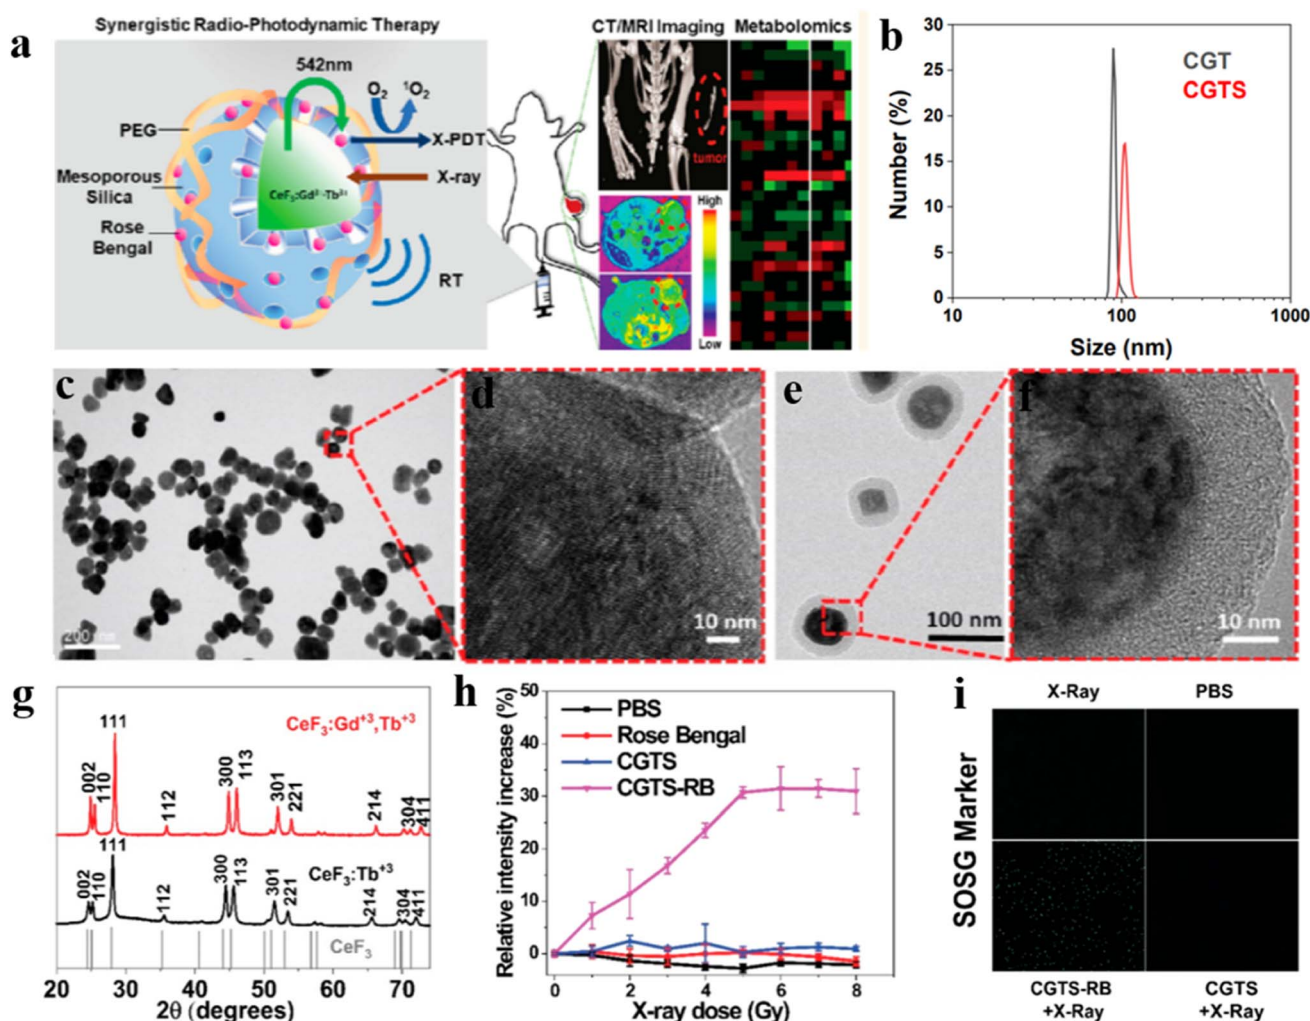 a
Synergistic Radio-Photodynamic Therapy
542nm
O2
1O2
PEG
X-PDT
Mesoporous
Silica
X-ray
CeF3:Gd3+,Tb3+
Rose
Bengal
RT
CT/MRI Imaging
Metabolomics
tumor
High
Low
b
30
25
20
15
10
5
0
Number (%)
CGT
CGTS
10
100
1000
Size (nm)
c
200 nm
d
10 nm
e
100 nm
f
10 nm
g
CeF3:Gd+3,Tb+3
002
110
111
112
300
113
301
221
214
304
411
CeF3:Tb+3
002
110
111
112
300
113
301
221
214
304
411
CeF3
20
30
40
50
60
70
2θ (degrees)
h
50
40
30
20
10
0
Relative intensity increase (%)
PBS
Rose Bengal
CGTS
CGTS-RB
0
2
4
6
8
X-ray dose (Gy)
i
X-Ray
PBS
SOSG Marker
CGTS-RB
+X-Ray
CGTS
+X-Ray